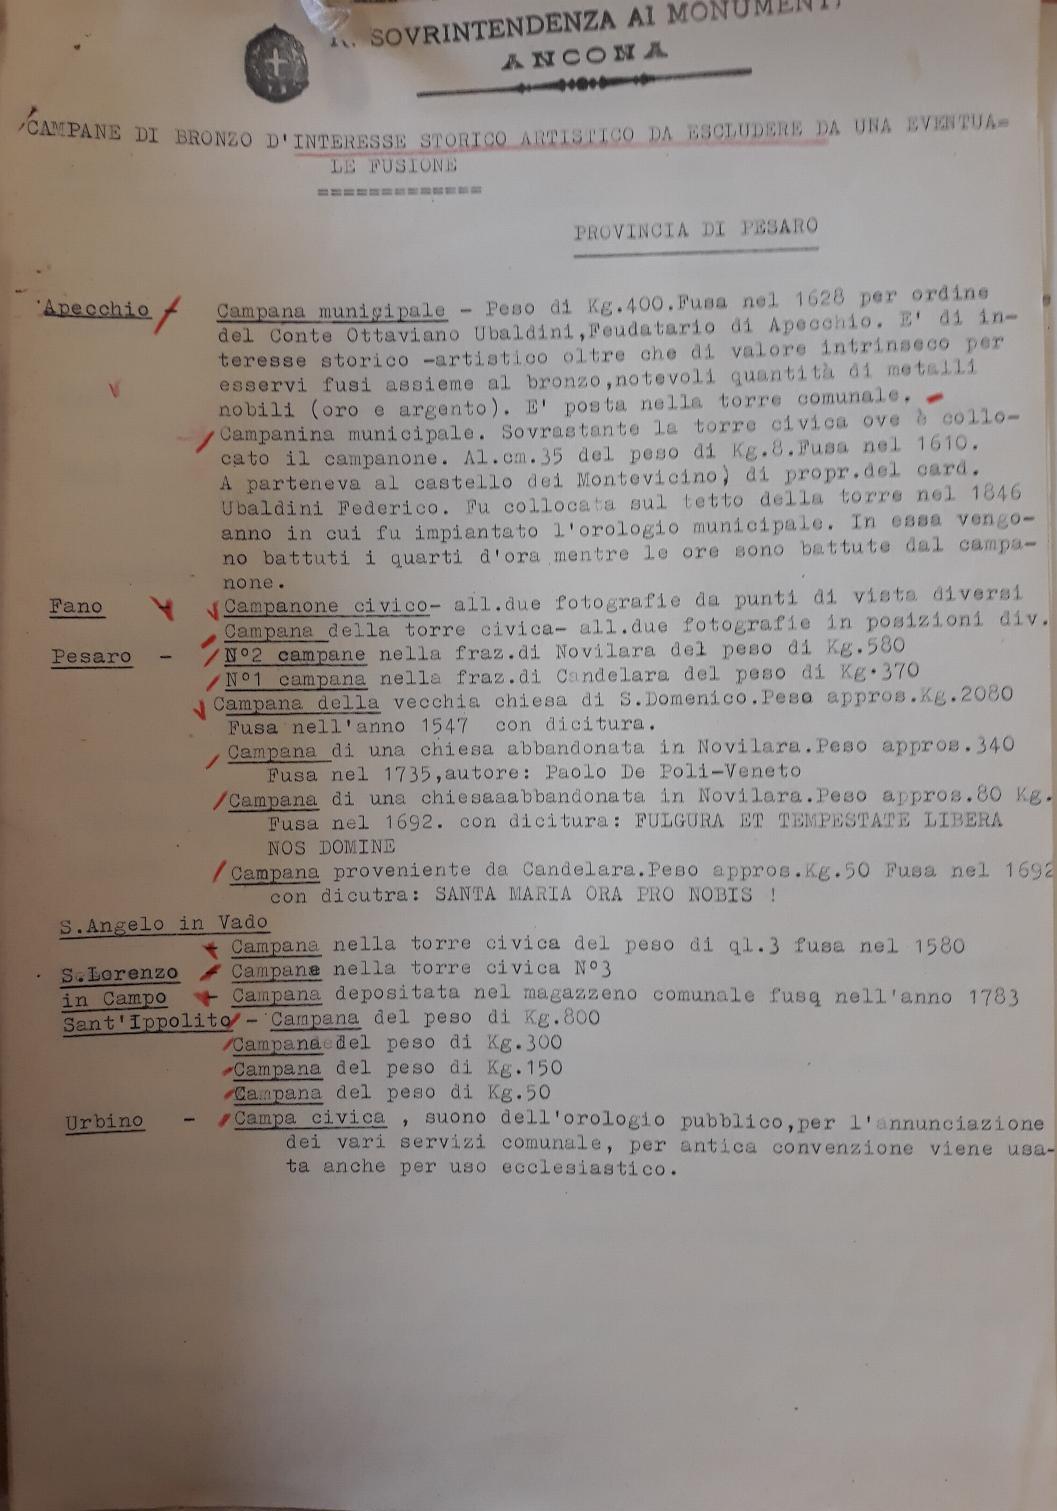 R. SOVRINTENDENZA AI MONUMENTI
ANCONA
CAMPANE DI BRONZO D'INTERESSE STORICO ARTISTICO DA ESCLUDERE DA UNA EVENTUA=
LE FUSIONE
=============
PROVINCIA DI PESARO
Apecchio Campana municipale - Peso di Kg.400.Fusa nel 1628 per ordine
del Conte Ottaviano Ubaldini,Feudatario di Apecchio. E' di in-
teresse storico -artistico oltre che di valore intrinseco per
esservi fusi assieme al bronzo,notevoli quantità di metalli
nobili (oro e argento). E' posta nella torre comunale.
Campanina municipale. Sovrastante la torre civica ove è collo-
cato il campanone. Al.cm.35 del peso di Kg.8.Fusa nel 1610.
A parteneva al castello dei Montevicino) di propr.del card.
Ubaldini Federico. Fu collocata sul tetto della torre nel 1846
anno in cui fu impiantato l'orologio municipale. In essa vengo-
no battuti i quarti d'ora mentre le ore sono battute dal campa-
none.
Fano - Campanone civico- all.due fotografie da punti di vista diversi
Campana della torre civica- all.due fotografie in posizioni div.
Pesaro - N°2 campane nella fraz.di Novilara del peso di Kg.580
N°1 campana nella fraz.di Candelara del peso di Kg.370
Campana della vecchia chiesa di S.Domenico.Peso appros.Kg.2080
Fusa nell'anno 1547 con dicitura.
Campana di una chiesa abbandonata in Novilara.Peso appros.340
Fusa nel 1735,autore: Paolo De Poli-Veneto
Campana di una chiesaaabbandonata in Novilara.Peso appros.80 Kg.
Fusa nel 1692. con dicitura: FULGURA ET TEMPESTATE LIBERA
NOS DOMINE
Campana proveniente da Candelara.Peso appros.Kg.50 Fusa nel 1692
con dicutra: SANTA MARIA ORA PRO NOBIS !
S.Angelo in Vado
Campana nella torre civica del peso di ql.3 fusa nel 1580
S.Lorenzo - Campane nella torre civica N°3
in Campo - Campana depositata nel magazzeno comunale fusa nell'anno 1783
Sant'Ippolito - Campana del peso di Kg.800
Campana del peso di Kg.300
Campana del peso di Kg.150
Campana del peso di Kg.50
Urbino - Campa civica , suono dell'orologio pubblico,per l'annunciazione
dei vari servizi comunale, per antica convenzione viene usa-
ta anche per uso ecclesiastico.